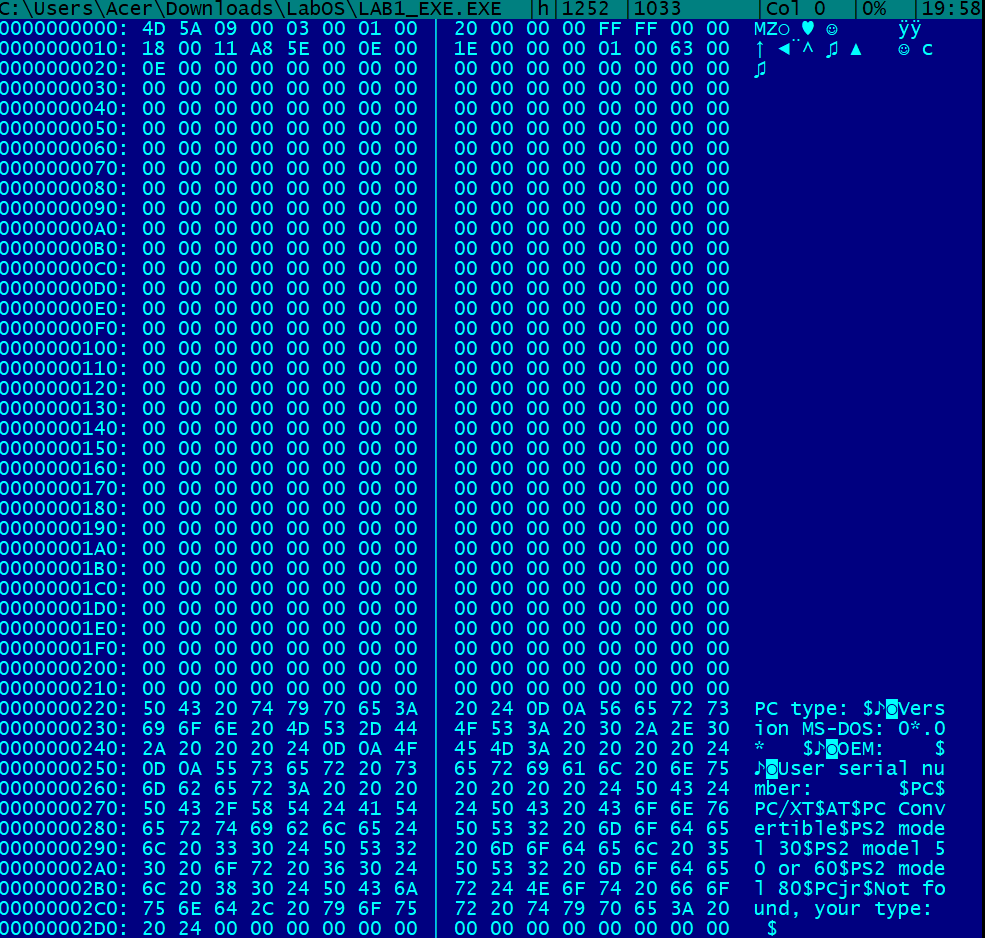 C:\Users\Acer\Downloads\LabOS\LAB1_EXE.EXE |h|1252 |1033 |Col 0 |0% |19:58
0000000000: 4D 5A 09 00 03 00 01 00 | 20 00 00 00 FF FF 00 00 MZ○ ♥ ☺ ÿÿ
0000000010: 18 00 11 A8 5E 00 0E 00 | 1E 00 00 00 01 00 63 00 ↑ ◄¨^ ♫ ▲ ☺ c
0000000020: 0E 00 00 00 00 00 00 00 | 00 00 00 00 00 00 00 00 ♫
0000000030: 00 00 00 00 00 00 00 00 | 00 00 00 00 00 00 00 00
0000000040: 00 00 00 00 00 00 00 00 | 00 00 00 00 00 00 00 00
0000000050: 00 00 00 00 00 00 00 00 | 00 00 00 00 00 00 00 00
0000000060: 00 00 00 00 00 00 00 00 | 00 00 00 00 00 00 00 00
0000000070: 00 00 00 00 00 00 00 00 | 00 00 00 00 00 00 00 00
0000000080: 00 00 00 00 00 00 00 00 | 00 00 00 00 00 00 00 00
0000000090: 00 00 00 00 00 00 00 00 | 00 00 00 00 00 00 00 00
00000000A0: 00 00 00 00 00 00 00 00 | 00 00 00 00 00 00 00 00
00000000B0: 00 00 00 00 00 00 00 00 | 00 00 00 00 00 00 00 00
00000000C0: 00 00 00 00 00 00 00 00 | 00 00 00 00 00 00 00 00
00000000D0: 00 00 00 00 00 00 00 00 | 00 00 00 00 00 00 00 00
00000000E0: 00 00 00 00 00 00 00 00 | 00 00 00 00 00 00 00 00
00000000F0: 00 00 00 00 00 00 00 00 | 00 00 00 00 00 00 00 00
0000000100: 00 00 00 00 00 00 00 00 | 00 00 00 00 00 00 00 00
0000000110: 00 00 00 00 00 00 00 00 | 00 00 00 00 00 00 00 00
0000000120: 00 00 00 00 00 00 00 00 | 00 00 00 00 00 00 00 00
0000000130: 00 00 00 00 00 00 00 00 | 00 00 00 00 00 00 00 00
0000000140: 00 00 00 00 00 00 00 00 | 00 00 00 00 00 00 00 00
0000000150: 00 00 00 00 00 00 00 00 | 00 00 00 00 00 00 00 00
0000000160: 00 00 00 00 00 00 00 00 | 00 00 00 00 00 00 00 00
0000000170: 00 00 00 00 00 00 00 00 | 00 00 00 00 00 00 00 00
0000000180: 00 00 00 00 00 00 00 00 | 00 00 00 00 00 00 00 00
0000000190: 00 00 00 00 00 00 00 00 | 00 00 00 00 00 00 00 00
00000001A0: 00 00 00 00 00 00 00 00 | 00 00 00 00 00 00 00 00
00000001B0: 00 00 00 00 00 00 00 00 | 00 00 00 00 00 00 00 00
00000001C0: 00 00 00 00 00 00 00 00 | 00 00 00 00 00 00 00 00
00000001D0: 00 00 00 00 00 00 00 00 | 00 00 00 00 00 00 00 00
00000001E0: 00 00 00 00 00 00 00 00 | 00 00 00 00 00 00 00 00
00000001F0: 00 00 00 00 00 00 00 00 | 00 00 00 00 00 00 00 00
0000000200: 00 00 00 00 00 00 00 00 | 00 00 00 00 00 00 00 00
0000000210: 00 00 00 00 00 00 00 00 | 00 00 00 00 00 00 00 00
0000000220: 50 43 20 74 79 70 65 3A | 20 24 0D 0A 56 65 72 73 PC type: $♪◙Vers
0000000230: 69 6F 6E 20 4D 53 2D 44 | 4F 53 3A 20 30 2A 2E 30 ion MS-DOS: 0*.0
0000000240: 2A 20 20 20 24 0D 0A 4F | 45 4D 3A 20 20 20 20 24 *   $♪◙OEM:    $
0000000250: 0D 0A 55 73 65 72 20 73 | 65 72 69 61 6C 20 6E 75 ♪◙User serial nu
0000000260: 6D 62 65 72 3A 20 20 20 | 20 20 20 20 24 50 43 24 mber:       $PC$
0000000270: 50 43 2F 58 54 24 41 54 | 24 50 43 20 43 6F 6E 76 PC/XT$AT$PC Conv
0000000280: 65 72 74 69 62 6C 65 24 | 50 53 32 20 6D 6F 64 65 ertible$PS2 mode
0000000290: 6C 20 33 30 24 50 53 32 | 20 6D 6F 64 65 6C 20 35 l 30$PS2 model 5
00000002A0: 30 20 6F 72 20 36 30 24 | 50 53 32 20 6D 6F 64 65 0 or 60$PS2 mode
00000002B0: 6C 20 38 30 24 50 43 6A | 72 24 4E 6F 74 20 66 6F l 80$PCjr$Not fo
00000002C0: 75 6E 64 2C 20 79 6F 75 | 72 20 74 79 70 65 3A 20 und, your type:
00000002D0: 20 24 00 00 00 00 00 00 | 00 00 00 00 00 00 00 00  $